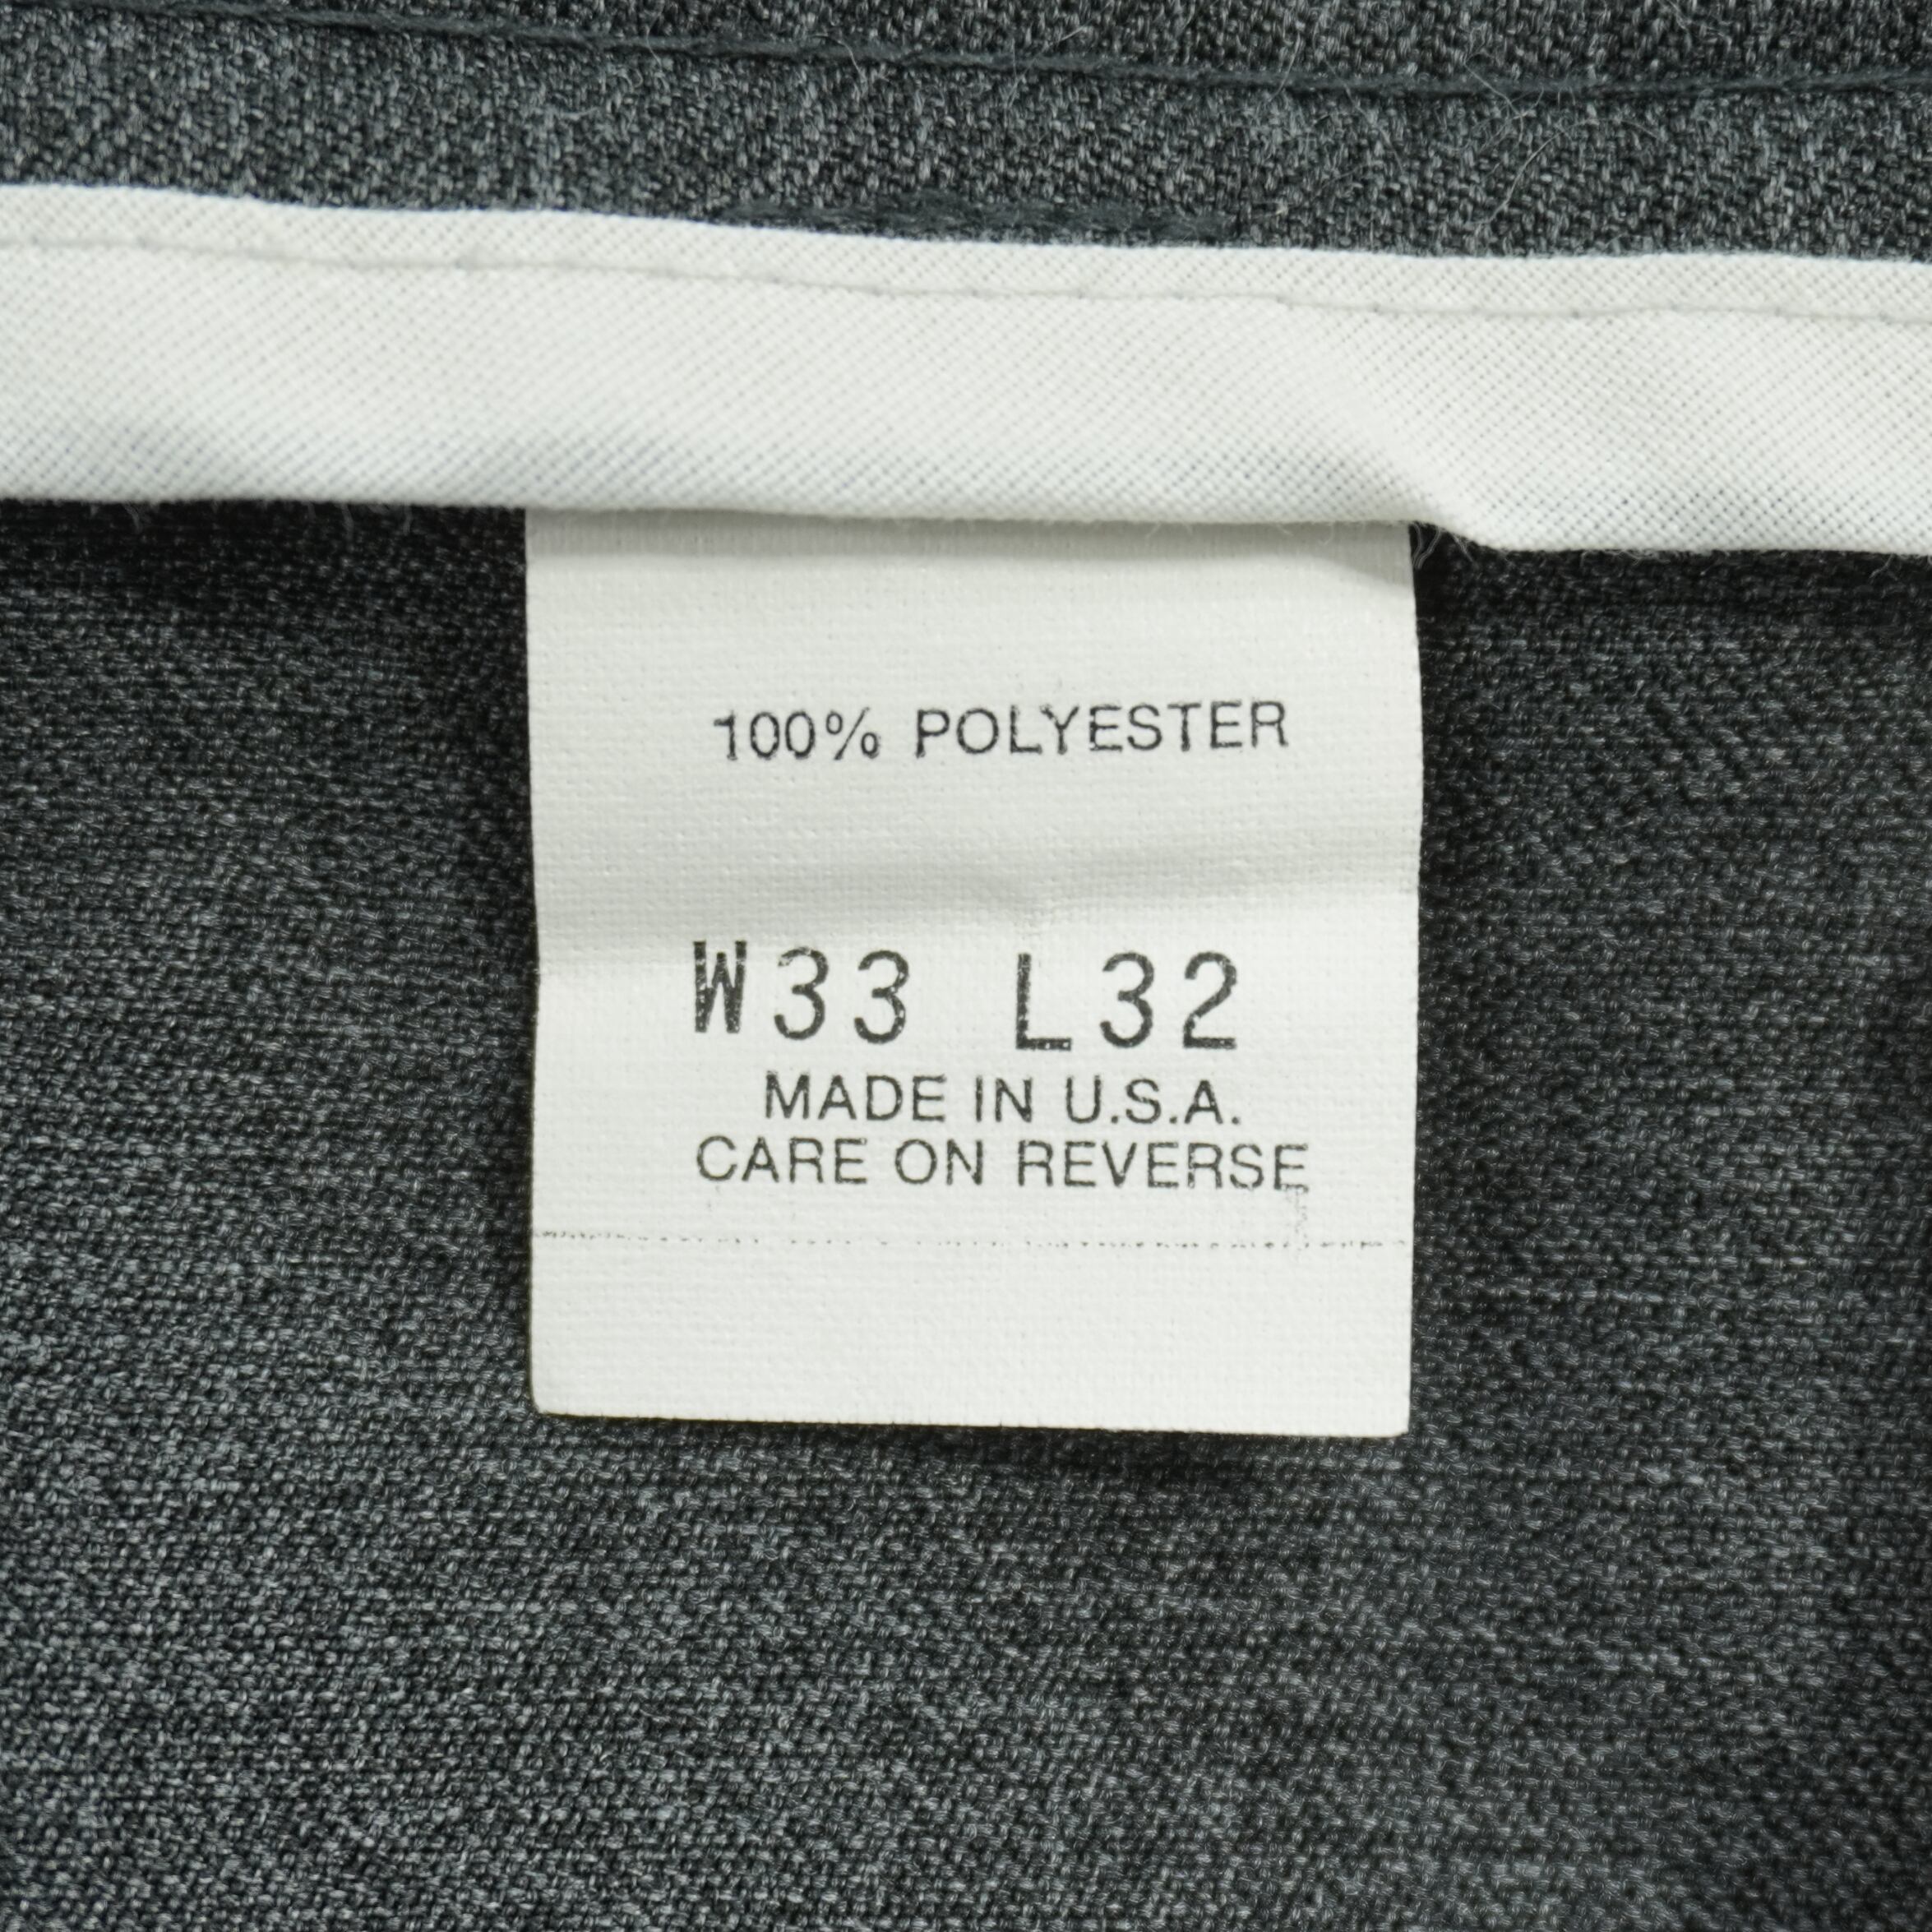 100% POLYESTER
W33 L32
MADE IN U.S.A.
CARE ON REVERSE